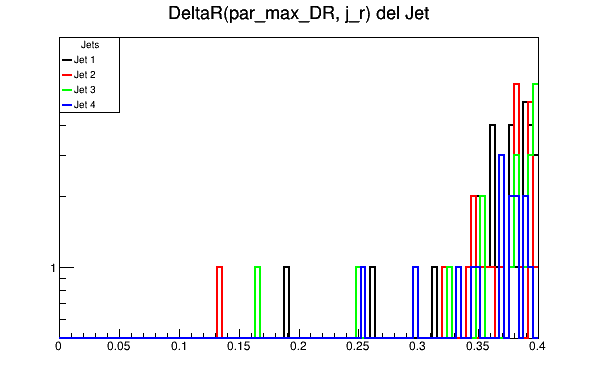 DeltaR(par_max_DR, j_r) del Jet
Jets
Jet 1
Jet 2
Jet 3
Jet 4
1
0 0.05 0.1 0.15 0.2 0.25 0.3 0.35 0.4